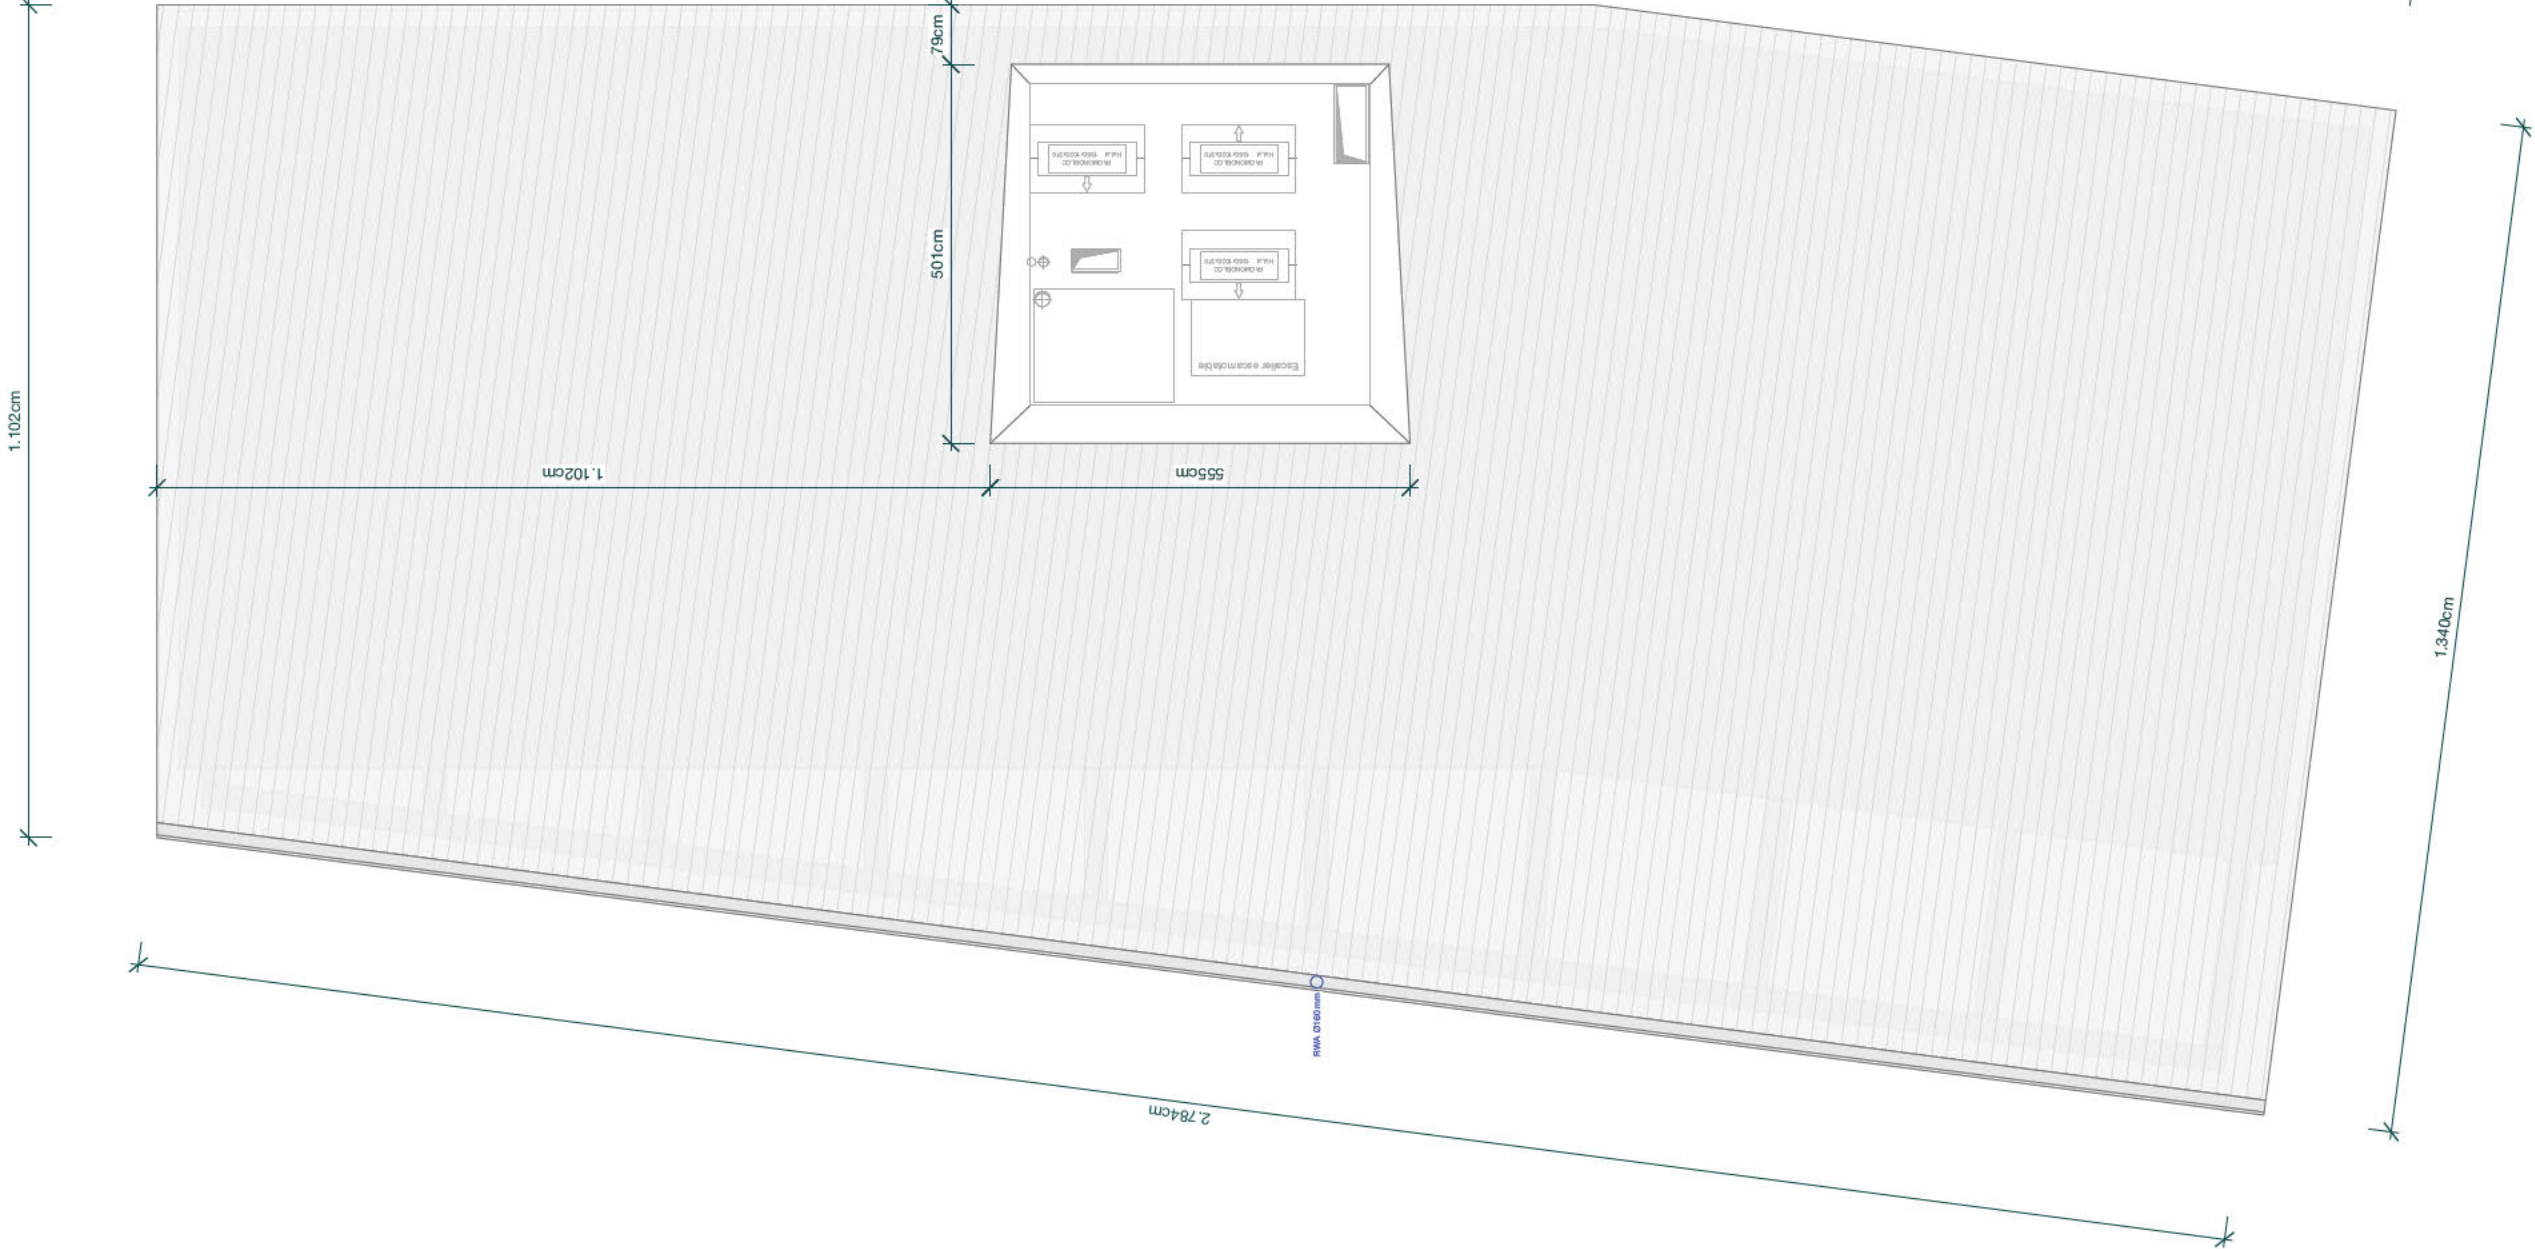 79cm
501cm
1.102cm
1.102cm
555cm
Escalier escamotable
1.340cm
RWA Ø160mm
2.784cm